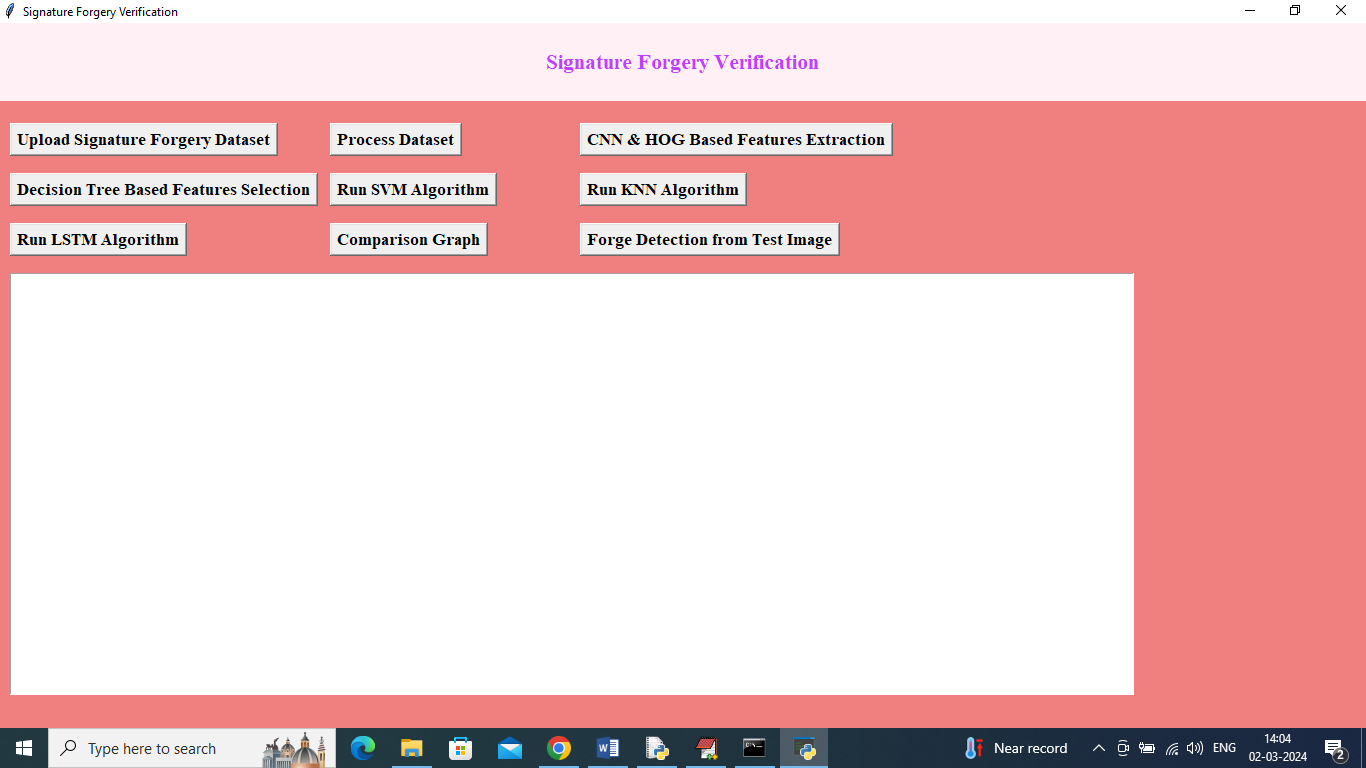 Signature Forgery Verification
Signature Forgery Verification
Upload Signature Forgery Dataset
Process Dataset
CNN & HOG Based Features Extraction
Decision Tree Based Features Selection
Run SVM Algorithm
Run KNN Algorithm
Run LSTM Algorithm
Comparison Graph
Forge Detection from Test Image
Type here to search
Near record
ENG
14:04
02-03-2024
2